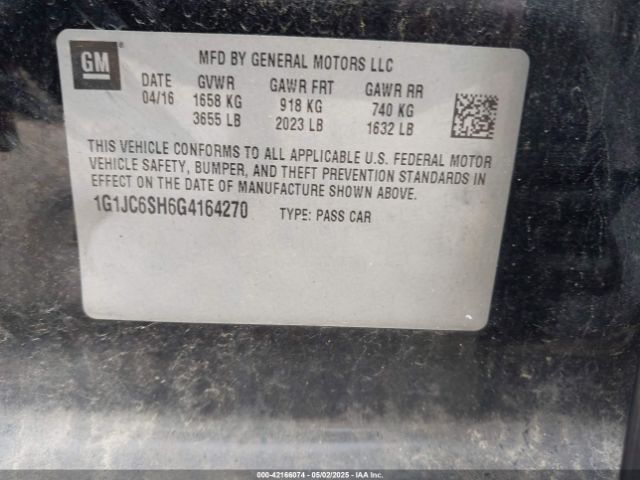 GM
MFD BY GENERAL MOTORS LLC
DATE GVWR GAWR FRT GAWR RR
04/16 1658 KG 918 KG 740 KG
3655 LB 2023 LB 1632 LB
THIS VEHICLE CONFORMS TO ALL APPLICABLE U.S. FEDERAL MOTOR
VEHICLE SAFETY, BUMPER, AND THEFT PREVENTION STANDARDS IN
EFFECT ON THE DATE OF MANUFACTURE SHOWN ABOVE.
1G1JC6SH6G4164270 TYPE: PASS CAR
000-42166074 - 05/02/2025 - IAAI Inc.